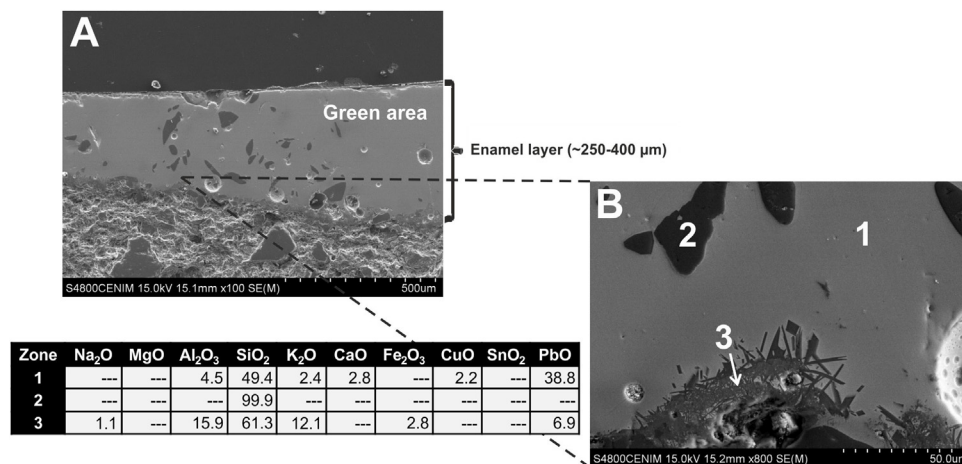 A
Green area
Enamel layer (~250-400 µm)
S4800CENIM 15.0kV 15.1mm x100 SE(M)
500um
B
2
1
3
S4800CENIM 15.0kV 15.2mm x800 SE(M)
50.0um
Zone Na₂O MgO Al₂O₃ SiO₂ K₂O CaO Fe₂O₃ CuO SnO₂ PbO
1 --- --- 4.5 49.4 2.4 2.8 --- 2.2 --- 38.8
2 --- --- --- 99.9 --- --- --- --- --- ---
3 1.1 --- 15.9 61.3 12.1 --- 2.8 --- --- 6.9